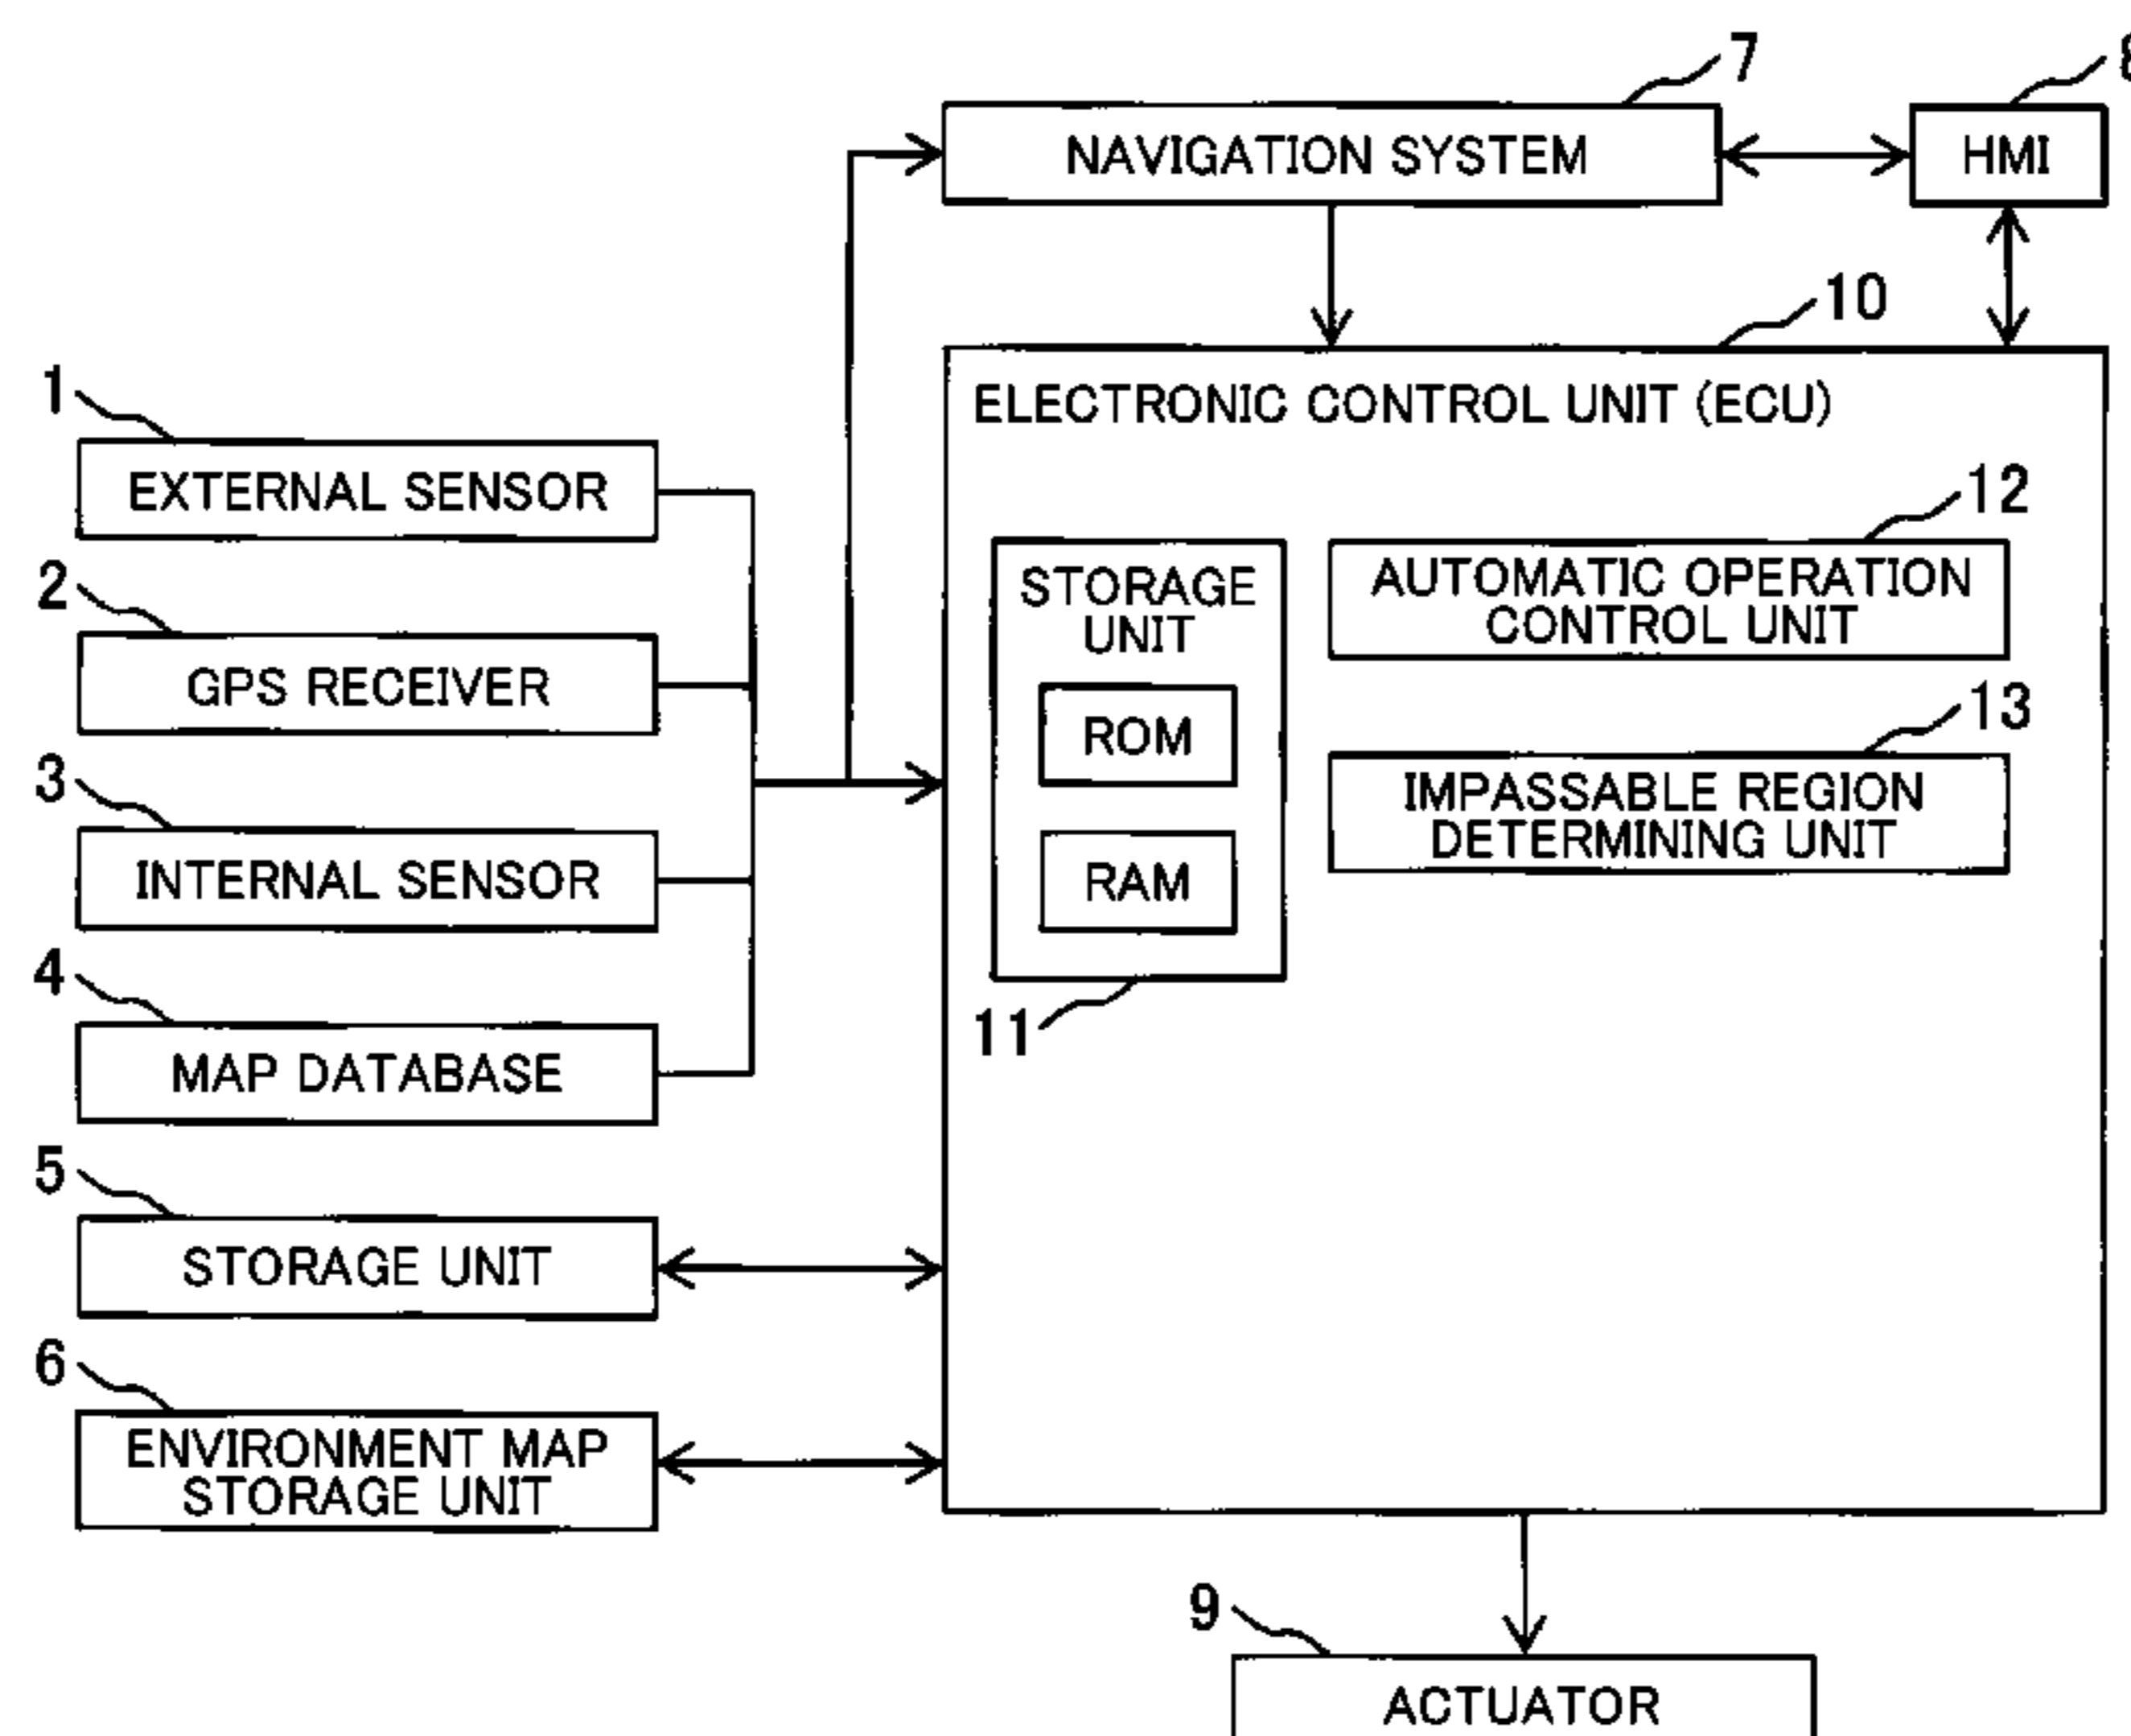 7
8
NAVIGATION SYSTEM
HMI
10
ELECTRONIC CONTROL UNIT (ECU)
1
EXTERNAL SENSOR
12
STORAGE
UNIT
AUTOMATIC OPERATION
CONTROL UNIT
2
GPS RECEIVER
ROM
13
IMPASSABLE REGION
DETERMINING UNIT
3
INTERNAL SENSOR
RAM
11
4
MAP DATABASE
5
STORAGE UNIT
6
ENVIRONMENT MAP
STORAGE UNIT
9
ACTUATOR